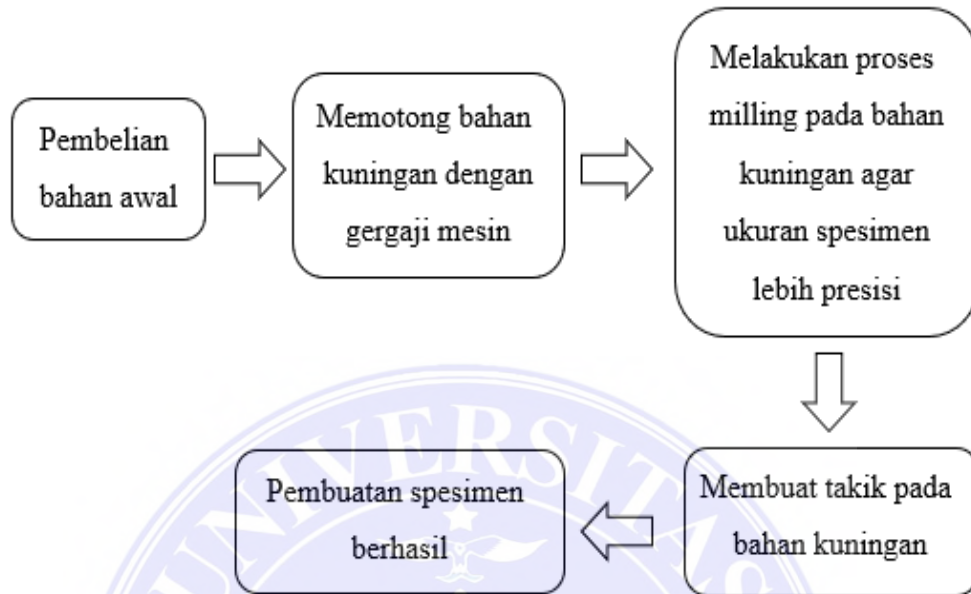 Pembelian
bahan awal
Memotong bahan
kuningan dengan
gergaji mesin
Melakukan proses
milling pada bahan
kuningan agar
ukuran spesimen
lebih presisi
Membuat takik pada
bahan kuningan
Pembuatan spesimen
berhasil
UNIVERSITAS